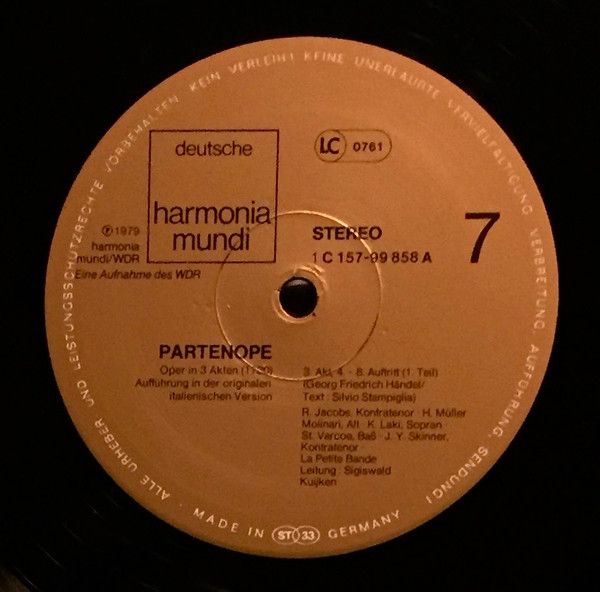 ALLE URHEBER UND LEISTUNGSSCHUTZRECHTE VORBEHALTEN · KEIN VERLEIH! KEINE UNERLAUBTE VERVIELFÄLTIGUNG, VERBREITUNG, AUFFÜHRUNG, SENDUNG!
deutsche
harmonia
mundi
LC 0761
℗ 1979
harmonia
mundi/WDR
Eine Aufnahme des WDR
STEREO
1 C 157-99 858 A
7
PARTENOPE
Oper in 3 Akten (1730)
Aufführung in der originalen
italienischen Version
3. Akt, 4. - 8. Auftritt (1. Teil)
(Georg Friedrich Händel/
Text: Silvio Stampiglia)
R. Jacobs, Kontratenor · H. Müller
Molinari, Alt · K. Laki, Sopran
St. Varcoe, Baß · J. Y. Skinner,
Kontratenor
La Petite Bande
Leitung: Sigiswald
Kuijken
· MADE IN ST 33 GERMANY ·